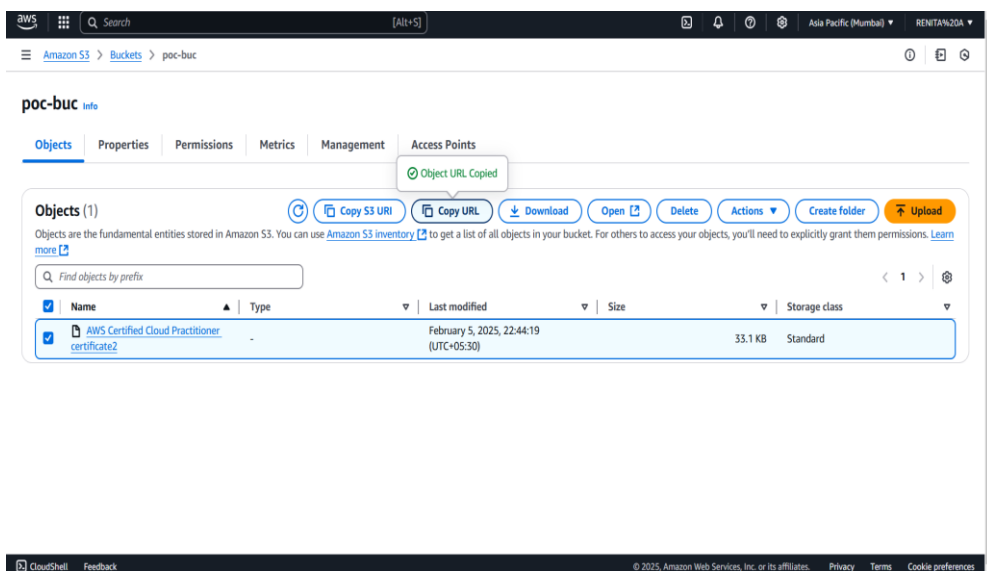 aws Search [Alt+S] Asia Pacific (Mumbai) ▼ RENITA%20A ▼
Amazon S3 > Buckets > poc-buc
poc-buc Info
Objects Properties Permissions Metrics Management Access Points
Object URL Copied
Objects (1) Copy S3 URI Copy URL Download Open Delete Actions ▼ Create folder Upload
Objects are the fundamental entities stored in Amazon S3. You can use Amazon S3 inventory to get a list of all objects in your bucket. For others to access your objects, you'll need to explicitly grant them permissions. Learn
more
Find objects by prefix < 1 >
Name Type Last modified Size Storage class
AWS Certified Cloud Practitioner February 5, 2025, 22:44:19
certificate2 - (UTC+05:30) 33.1 KB Standard
CloudShell Feedback © 2025, Amazon Web Services, Inc. or its affiliates. Privacy Terms Cookie preferences